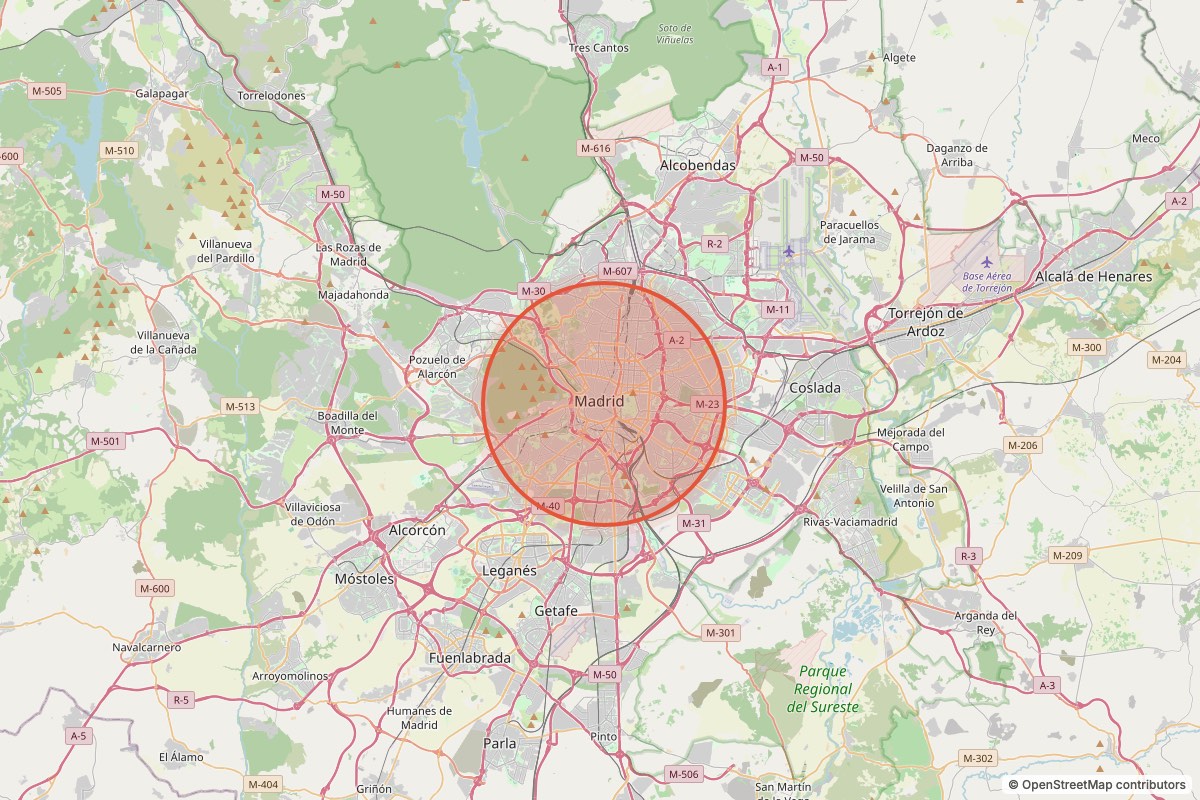 Tres Cantos
Soto de
Viñuelas
A-1
Algete
M-505
Galapagar
Torrelodones
M-616
M-510
M-600
Alcobendas
M-50
Daganzo de
Arriba
Meco
M-50
A-2
Paracuellos
de Jarama
Villanueva
del Pardillo
Las Rozas de
Madrid
R-2
M-607
Base Aérea
de Torrejón
Alcalá de Henares
Majadahonda
M-30
M-11
Torrejón de
Ardoz
Villanueva
de la Cañada
A-2
M-300
M-204
Pozuelo de
Alarcón
Coslada
Madrid
M-23
M-513
Boadilla del
Monte
M-501
Mejorada del
Campo
M-206
Velilla de San
Antonio
Villaviciosa
de Odón
M-40
M-31
Rivas-Vaciamadrid
Alcorcón
R-3
M-209
Leganés
Móstoles
M-600
Getafe
Arganda del
Rey
M-301
Navalcarnero
Fuenlabrada
Arroyomolinos
M-50
Parque
Regional
del Sureste
A-3
R-5
Humanes de
Madrid
A-5
Parla
Pinto
El Álamo
M-506
M-302
M-404
Griñón
San Martín
de la Vega
© OpenStreetMap contributors